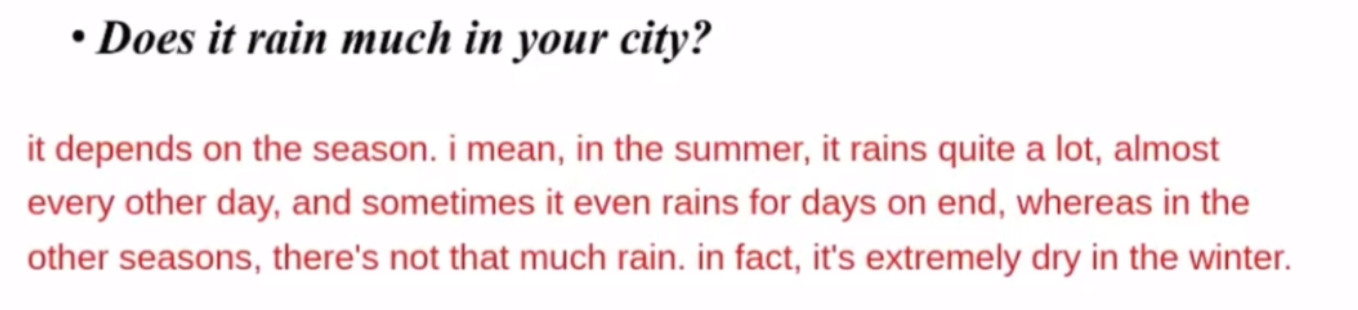 • Does it rain much in your city?
it depends on the season. i mean, in the summer, it rains quite a lot, almost
every other day, and sometimes it even rains for days on end, whereas in the
other seasons, there's not that much rain. in fact, it's extremely dry in the winter.